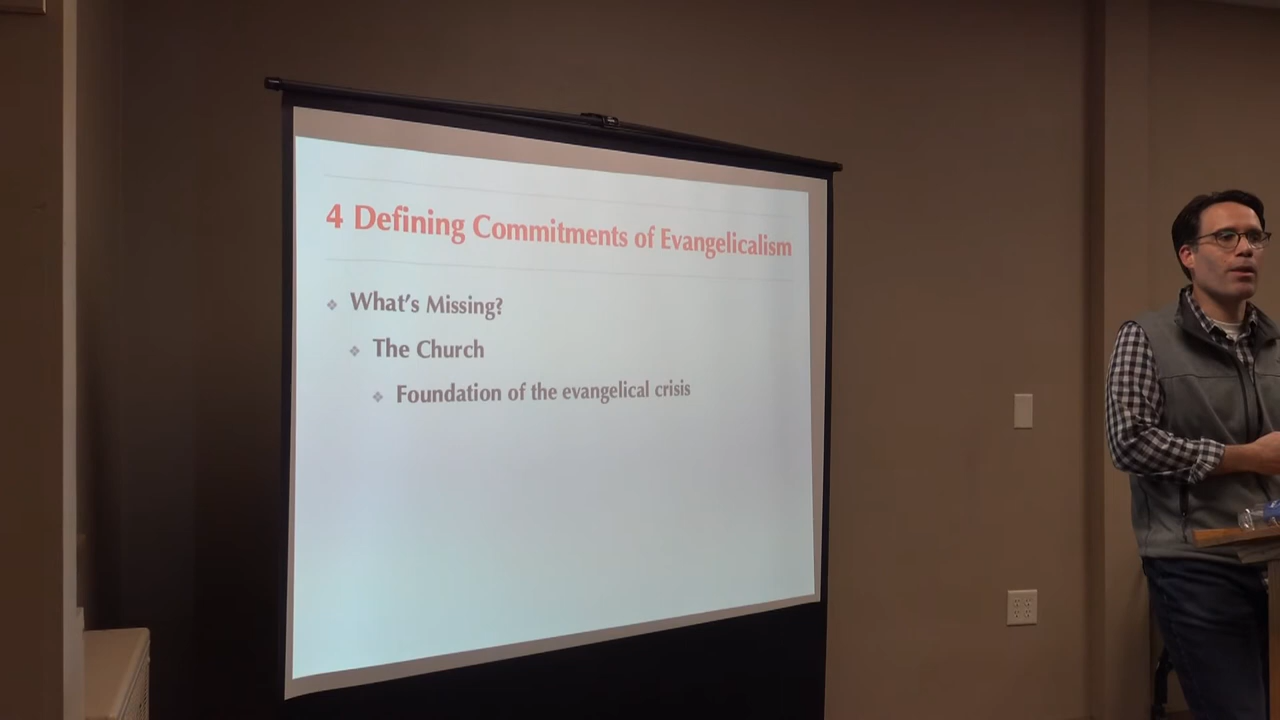 4 Defining Commitments of Evangelicalism
What's Missing?
The Church
Foundation of the evangelical crisis